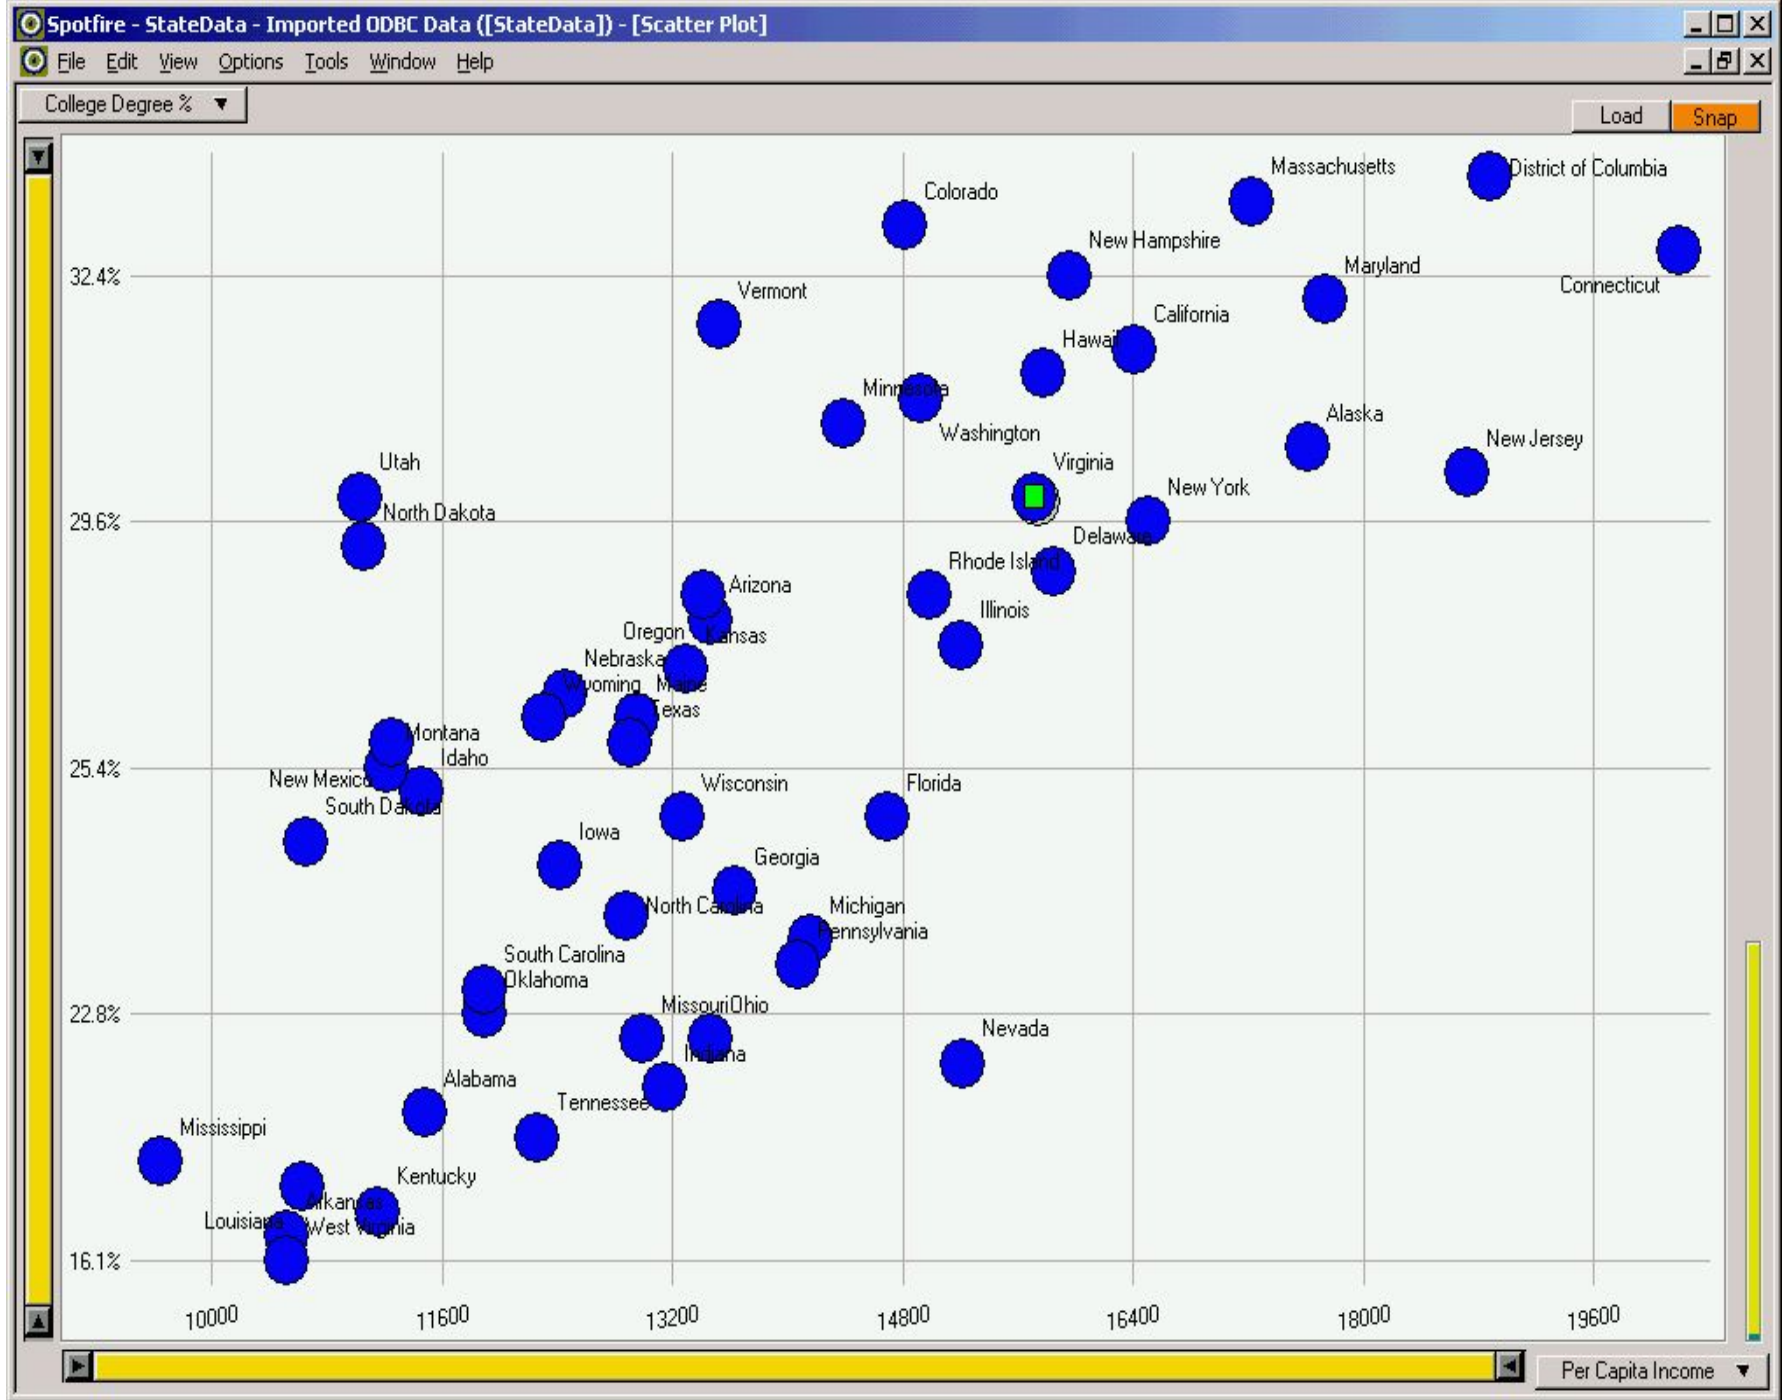 Spotfire - StateData - Imported ODBC Data ([StateData]) - [Scatter Plot]
File Edit View Options Tools Window Help
College Degree %
Load Snap
Massachusetts
District of Columbia
Colorado
New Hampshire
Maryland
32.4%
Connecticut
Vermont
California
Hawaii
Minnesota
Alaska
Washington
New Jersey
Utah
Virginia
New York
North Dakota
29.6%
Delaware
Rhode Island
Arizona
Illinois
Oregon
Kansas
Nebraska
Wyoming
Maine
Texas
Montana
Idaho
25.4%
New Mexico
Wisconsin
Florida
South Dakota
Iowa
Georgia
North Carolina
Michigan
Pennsylvania
South Carolina
Oklahoma
Missouri
Ohio
22.8%
Nevada
Indiana
Alabama
Tennessee
Mississippi
Kentucky
Arkansas
Louisiana
West Virginia
16.1%
10000 11600 13200 14800 16400 18000 19600
Per Capita Income